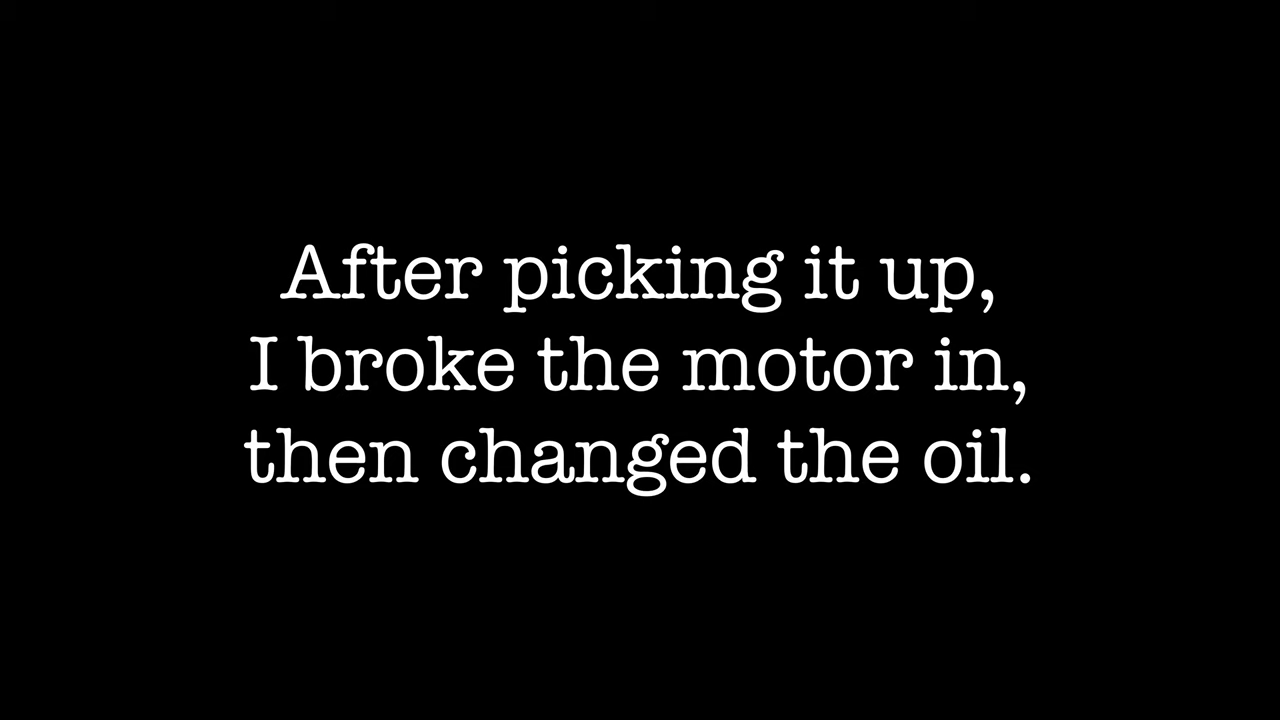 After picking it up,
I broke the motor in,
then changed the oil.